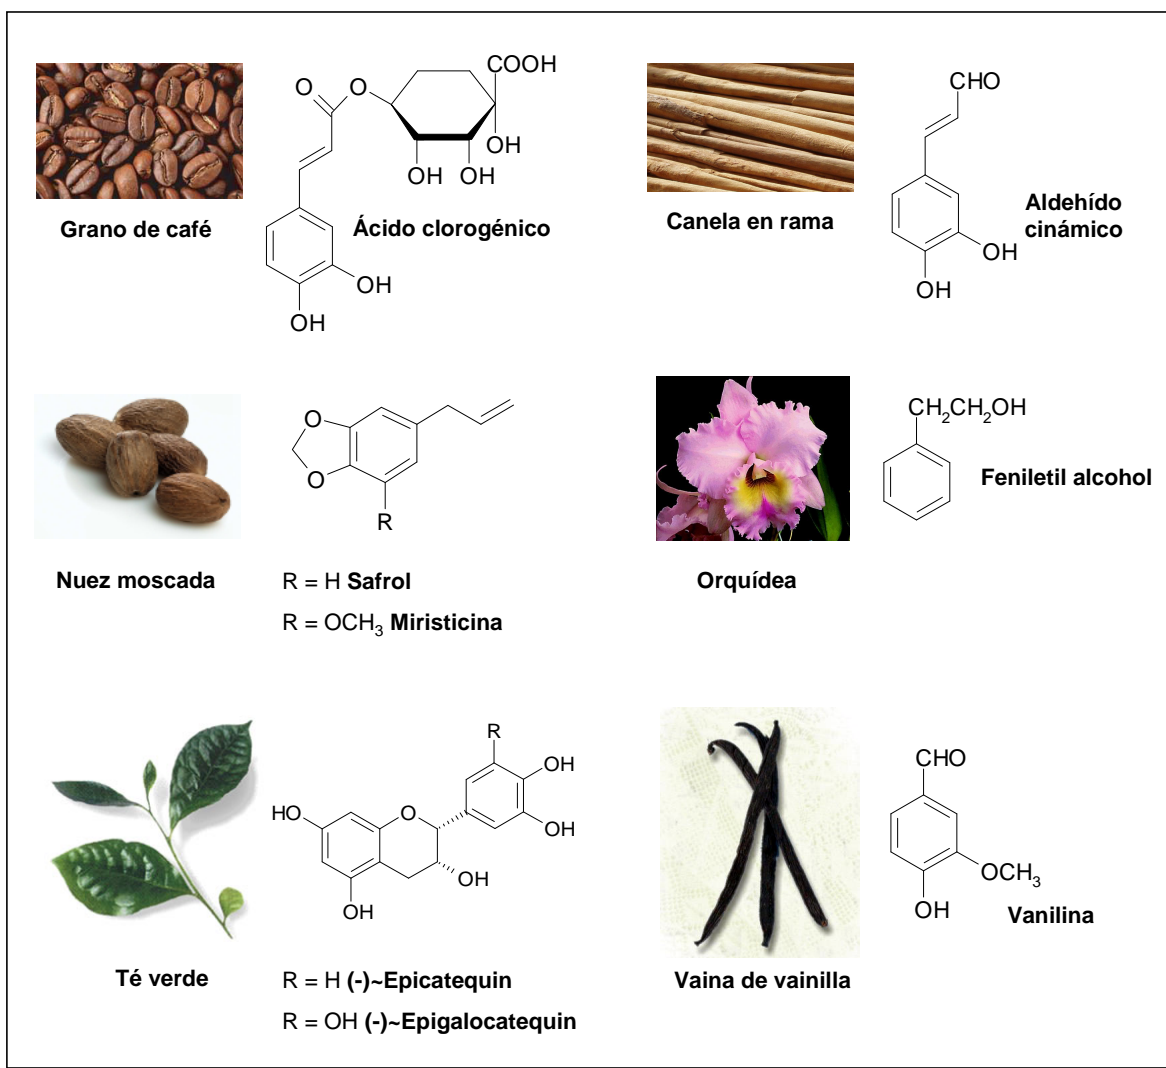 COOH
O
O
OH
OH
OH
OH
OH
Grano de café
Ácido clorogénico
CHO
OH
OH
Canela en rama
Aldehído
cinámico
O
O
R
Nuez moscada
R = H Safrol
R = OCH3 Miristicina
CH2CH2OH
Feniletil alcohol
Orquídea
R
OH
OH
O
HO
OH
OH
Té verde
R = H (-)~Epicatequin
R = OH (-)~Epigalocatequin
CHO
OCH3
OH
Vanilina
Vaina de vainilla